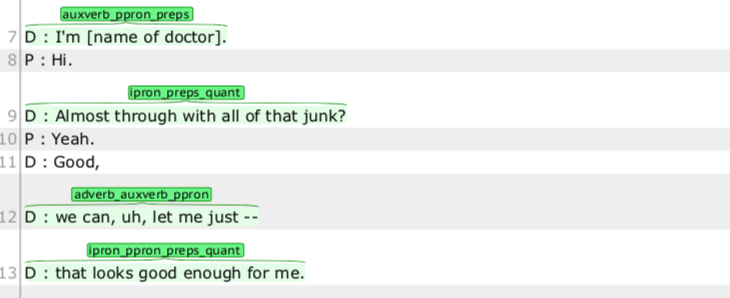 auxverb_ppron_preps
7 D : I'm [name of doctor].
8 P : Hi.
ipron_preps_quant
9 D : Almost through with all of that junk?
10 P : Yeah.
11 D : Good,
adverb_auxverb_ppron
12 D : we can, uh, let me just --
ipron_ppron_preps_quant
13 D : that looks good enough for me.